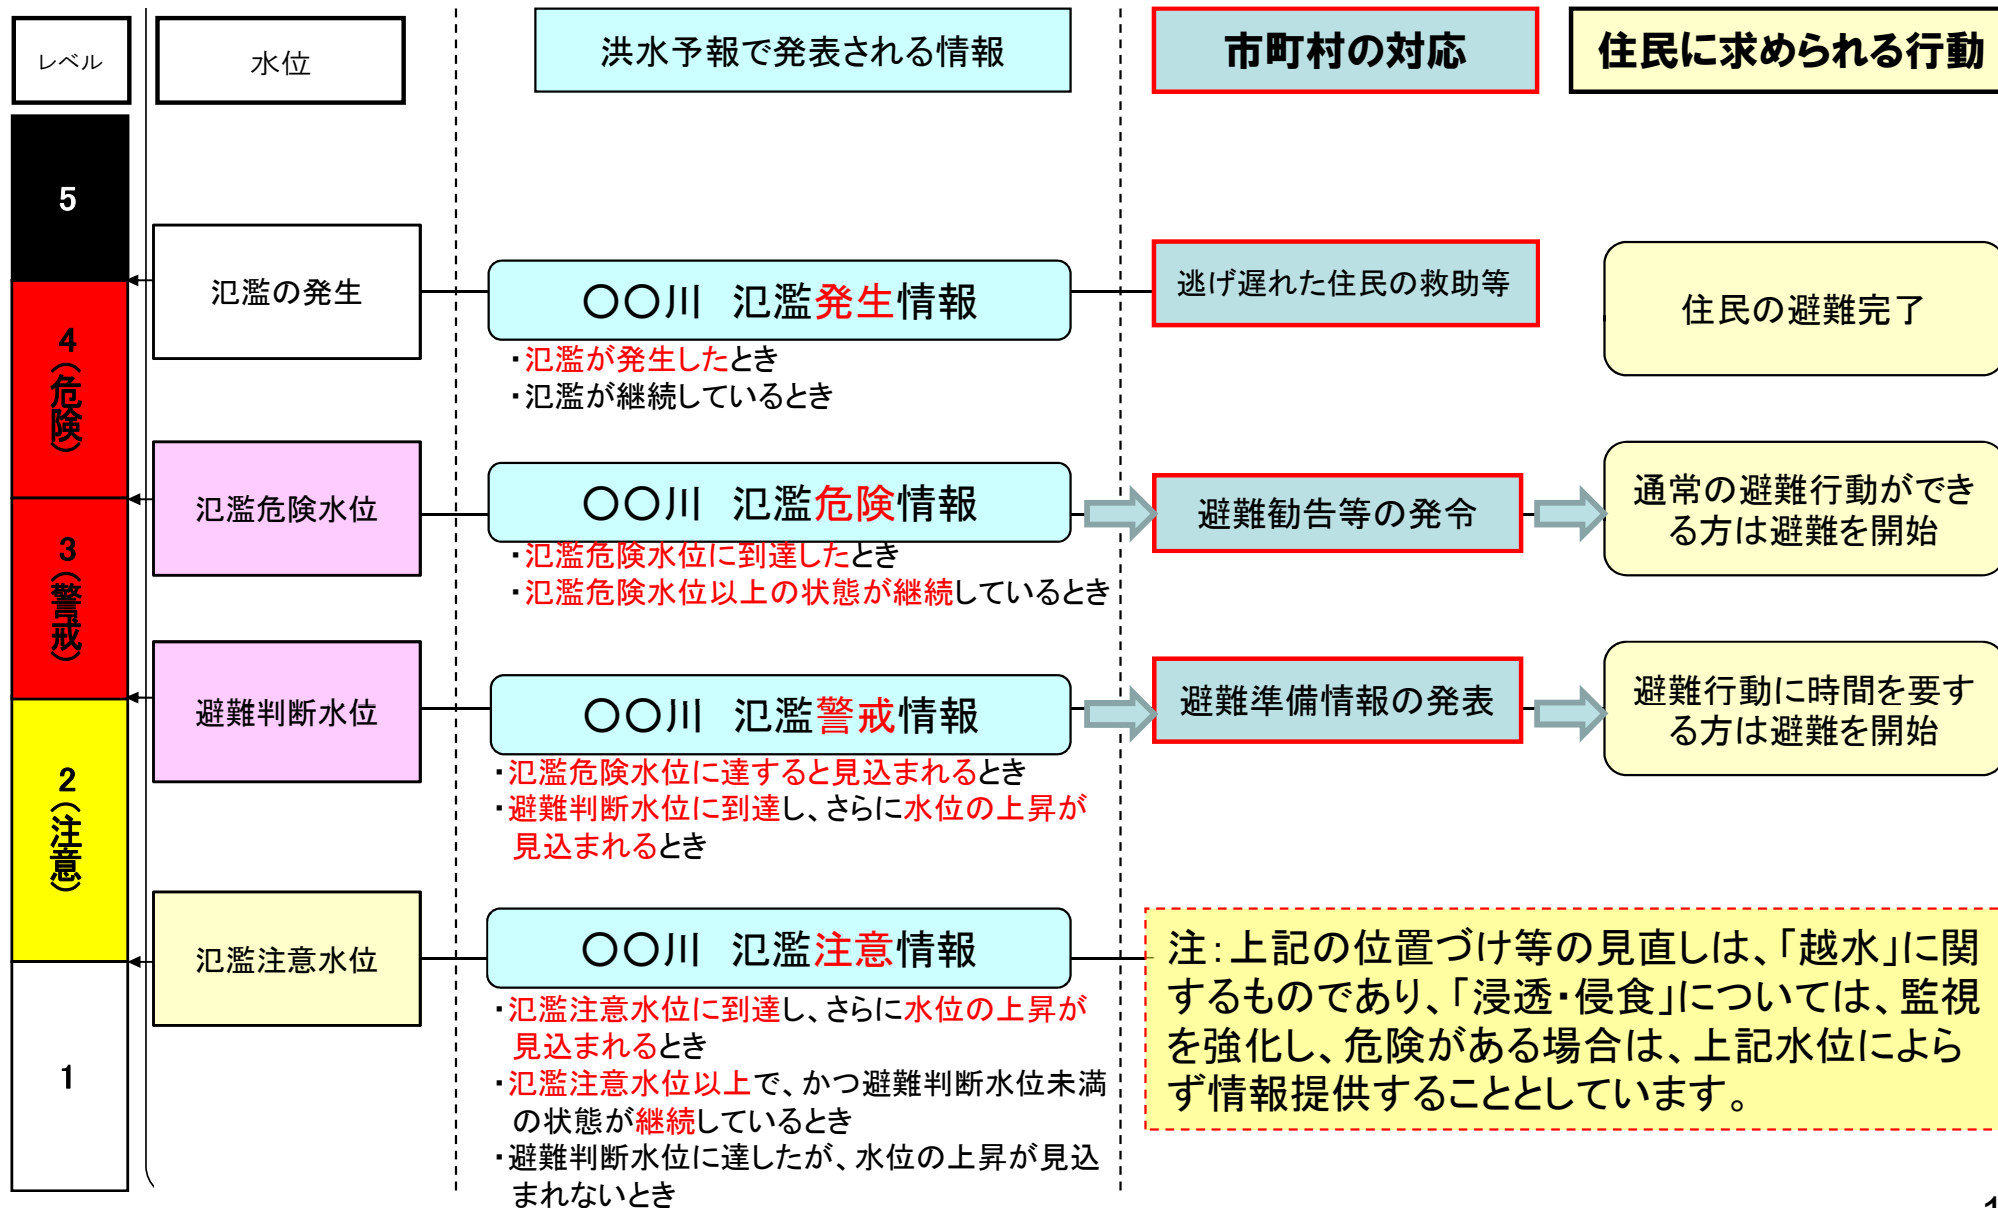 レベル
水位
洪水予報で発表される情報
市町村の対応
住民に求められる行動
5
氾濫の発生
〇〇川　氾濫発生情報
・氾濫が発生したとき
・氾濫が継続しているとき
逃げ遅れた住民の救助等
住民の避難完了
4(危険)
氾濫危険水位
〇〇川　氾濫危険情報
・氾濫危険水位に到達したとき
・氾濫危険水位以上の状態が継続しているとき
避難勧告等の発令
通常の避難行動ができ
る方は避難を開始
3(警戒)
避難判断水位
〇〇川　氾濫警戒情報
・氾濫危険水位に達すると見込まれるとき
・避難判断水位に到達し、さらに水位の上昇が
見込まれるとき
避難準備情報の発表
避難行動に時間を要す
る方は避難を開始
2(注意)
氾濫注意水位
〇〇川　氾濫注意情報
・氾濫注意水位に到達し、さらに水位の上昇が
見込まれるとき
・氾濫注意水位以上で、かつ避難判断水位未満
の状態が継続しているとき
・避難判断水位に達したが、水位の上昇が見込
まれないとき
1
注:上記の位置づけ等の見直しは、「越水」に関
するものであり、「浸透・侵食」については、監視
を強化し、危険がある場合は、上記水位によら
ず情報提供することとしています。
1